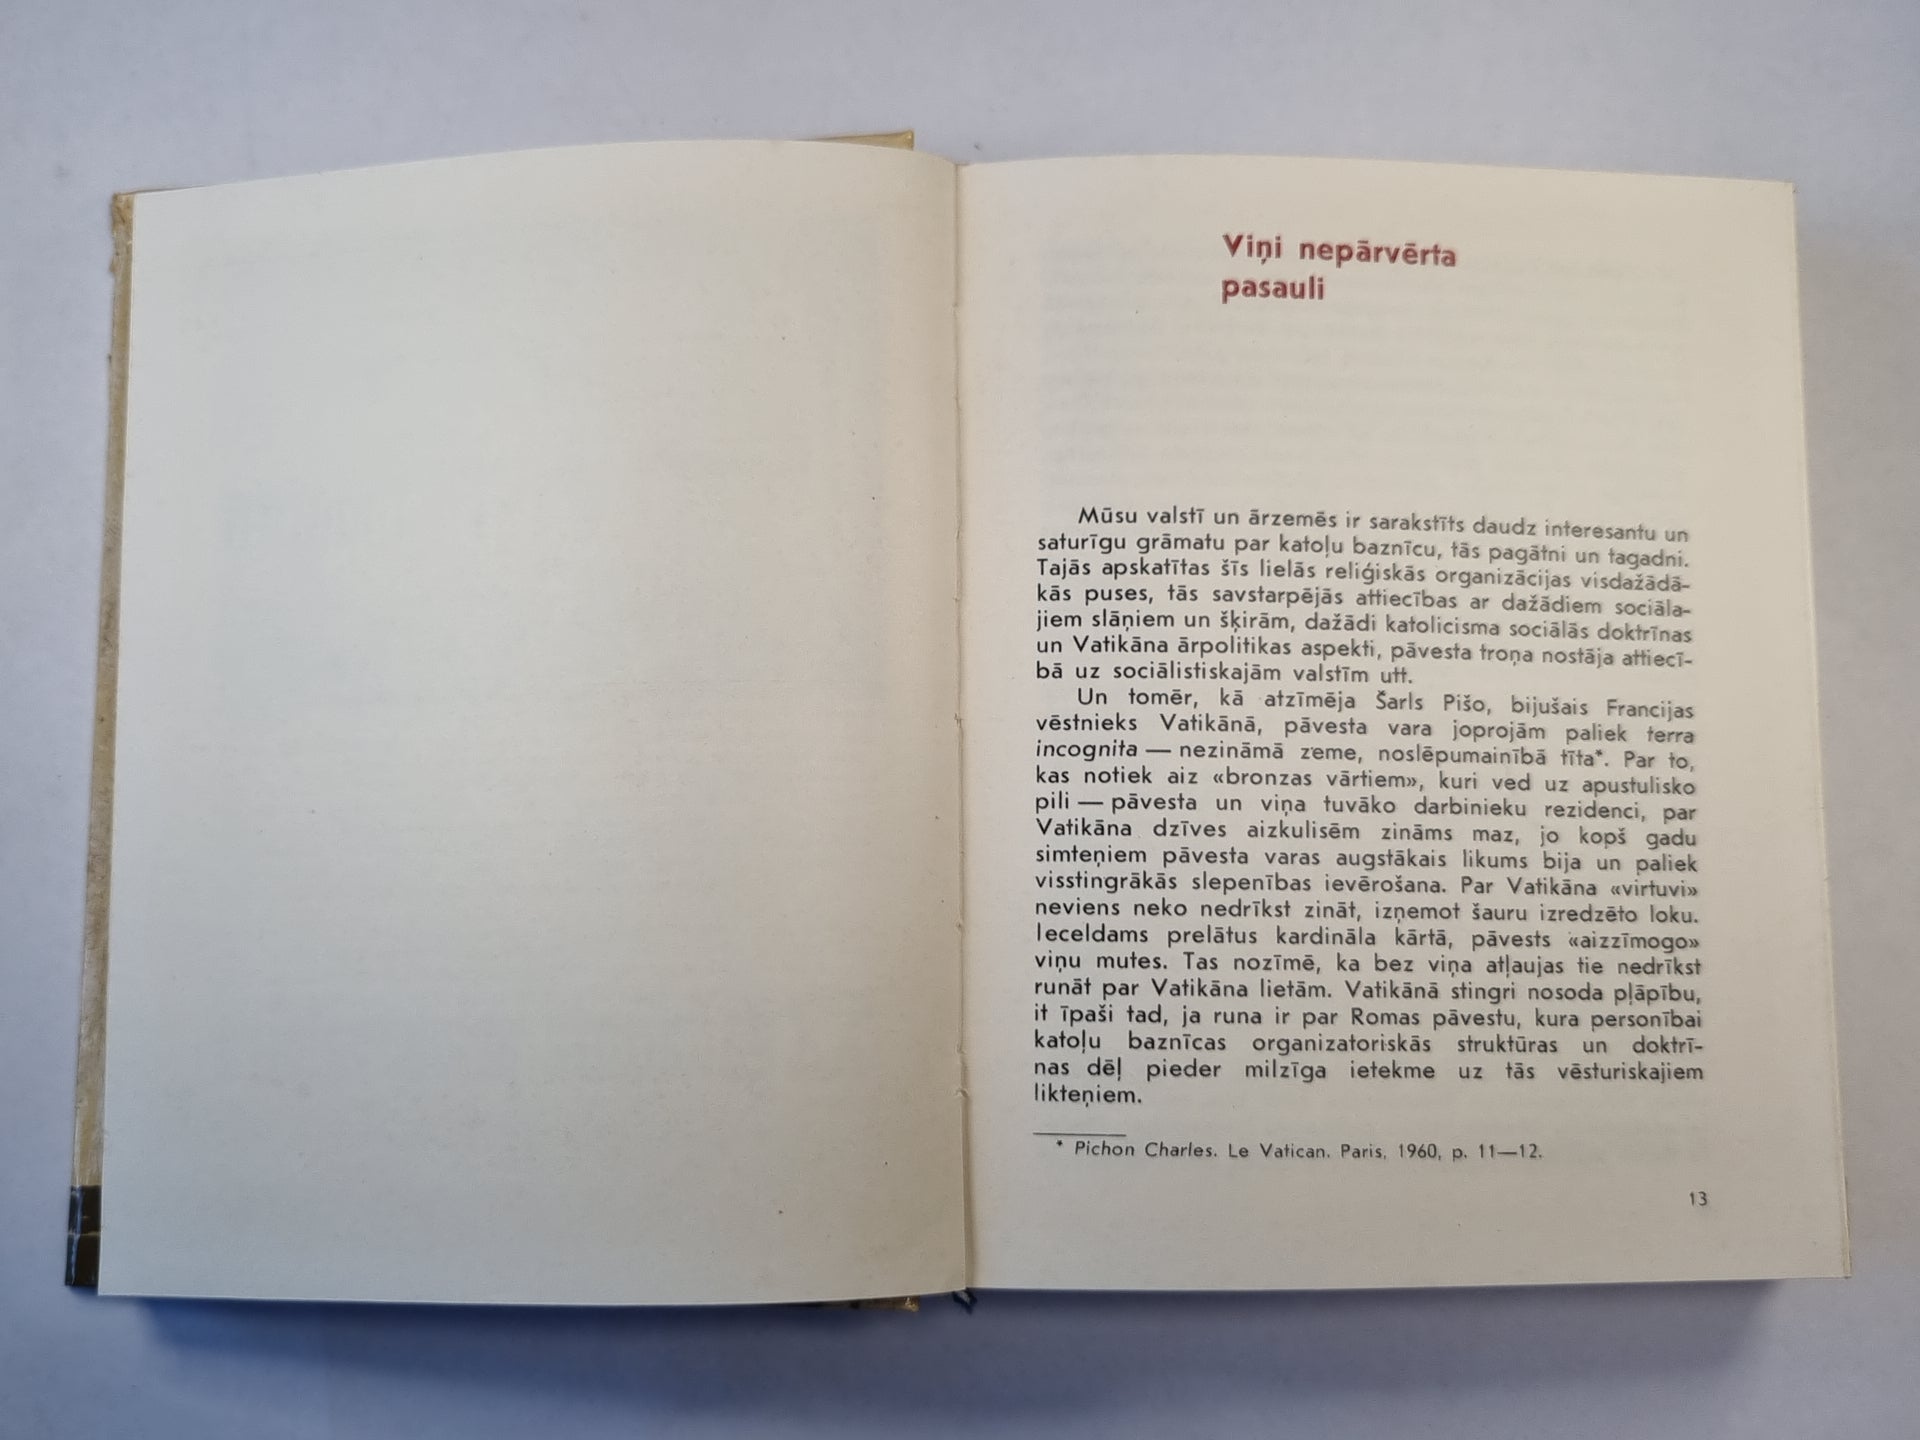 Viņi nepārvērta
pasauli
Mūsu valstī un ārzemēs ir sarakstīts daudz interesantu un
saturīgu grāmatu par katoļu baznīcu, tās pagātni un tagadni.
Tajās apskatītas šīs lielās reliģiskās organizācijas visdažādā-
kās puses, tās savstarpējās attiecības ar dažādiem sociāla-
jiem slāņiem un šķirām, dažādi katolicisma sociālās doktrīnas
un Vatikāna ārpolitikas aspekti, pāvesta troņa nostāja attiecī-
bā uz sociālistiskajām valstīm utt.
Un tomēr, kā atzīmēja Šarls Pišo, bijušais Francijas
vēstnieks Vatikānā, pāvesta vara joprojām paliek terra
incognita — nezināmā zeme, noslēpumainībā tīta*. Par to,
kas notiek aiz «bronzas vārtiem», kuri ved uz apustulisko
pili — pāvesta un viņa tuvāko darbinieku rezidenci, par
Vatikāna dzīves aizkulisēm zināms maz, jo kopš gadu
simteņiem pāvesta varas augstākais likums bija un paliek
visstingrākās slepenības ievērošana. Par Vatikāna «virtuvi»
neviens neko nedrīkst zināt, izņemot šauru izredzēto loku.
Ieceldams prelātus kardināla kārtā, pāvests «aizzīmogo»
viņu mutes. Tas nozīmē, ka bez viņa atļaujas tie nedrīkst
runāt par Vatikāna lietām. Vatikānā stingri nosoda pļāpību,
it īpaši tad, ja runa ir par Romas pāvestu, kura personībai
katoļu baznīcas organizatoriskās struktūras un doktrī-
nas dēļ pieder milzīga ietekme uz tās vēsturiskajiem
likteņiem.
* Pichon Charles. Le Vatican. Paris, 1960, p. 11—12.
13